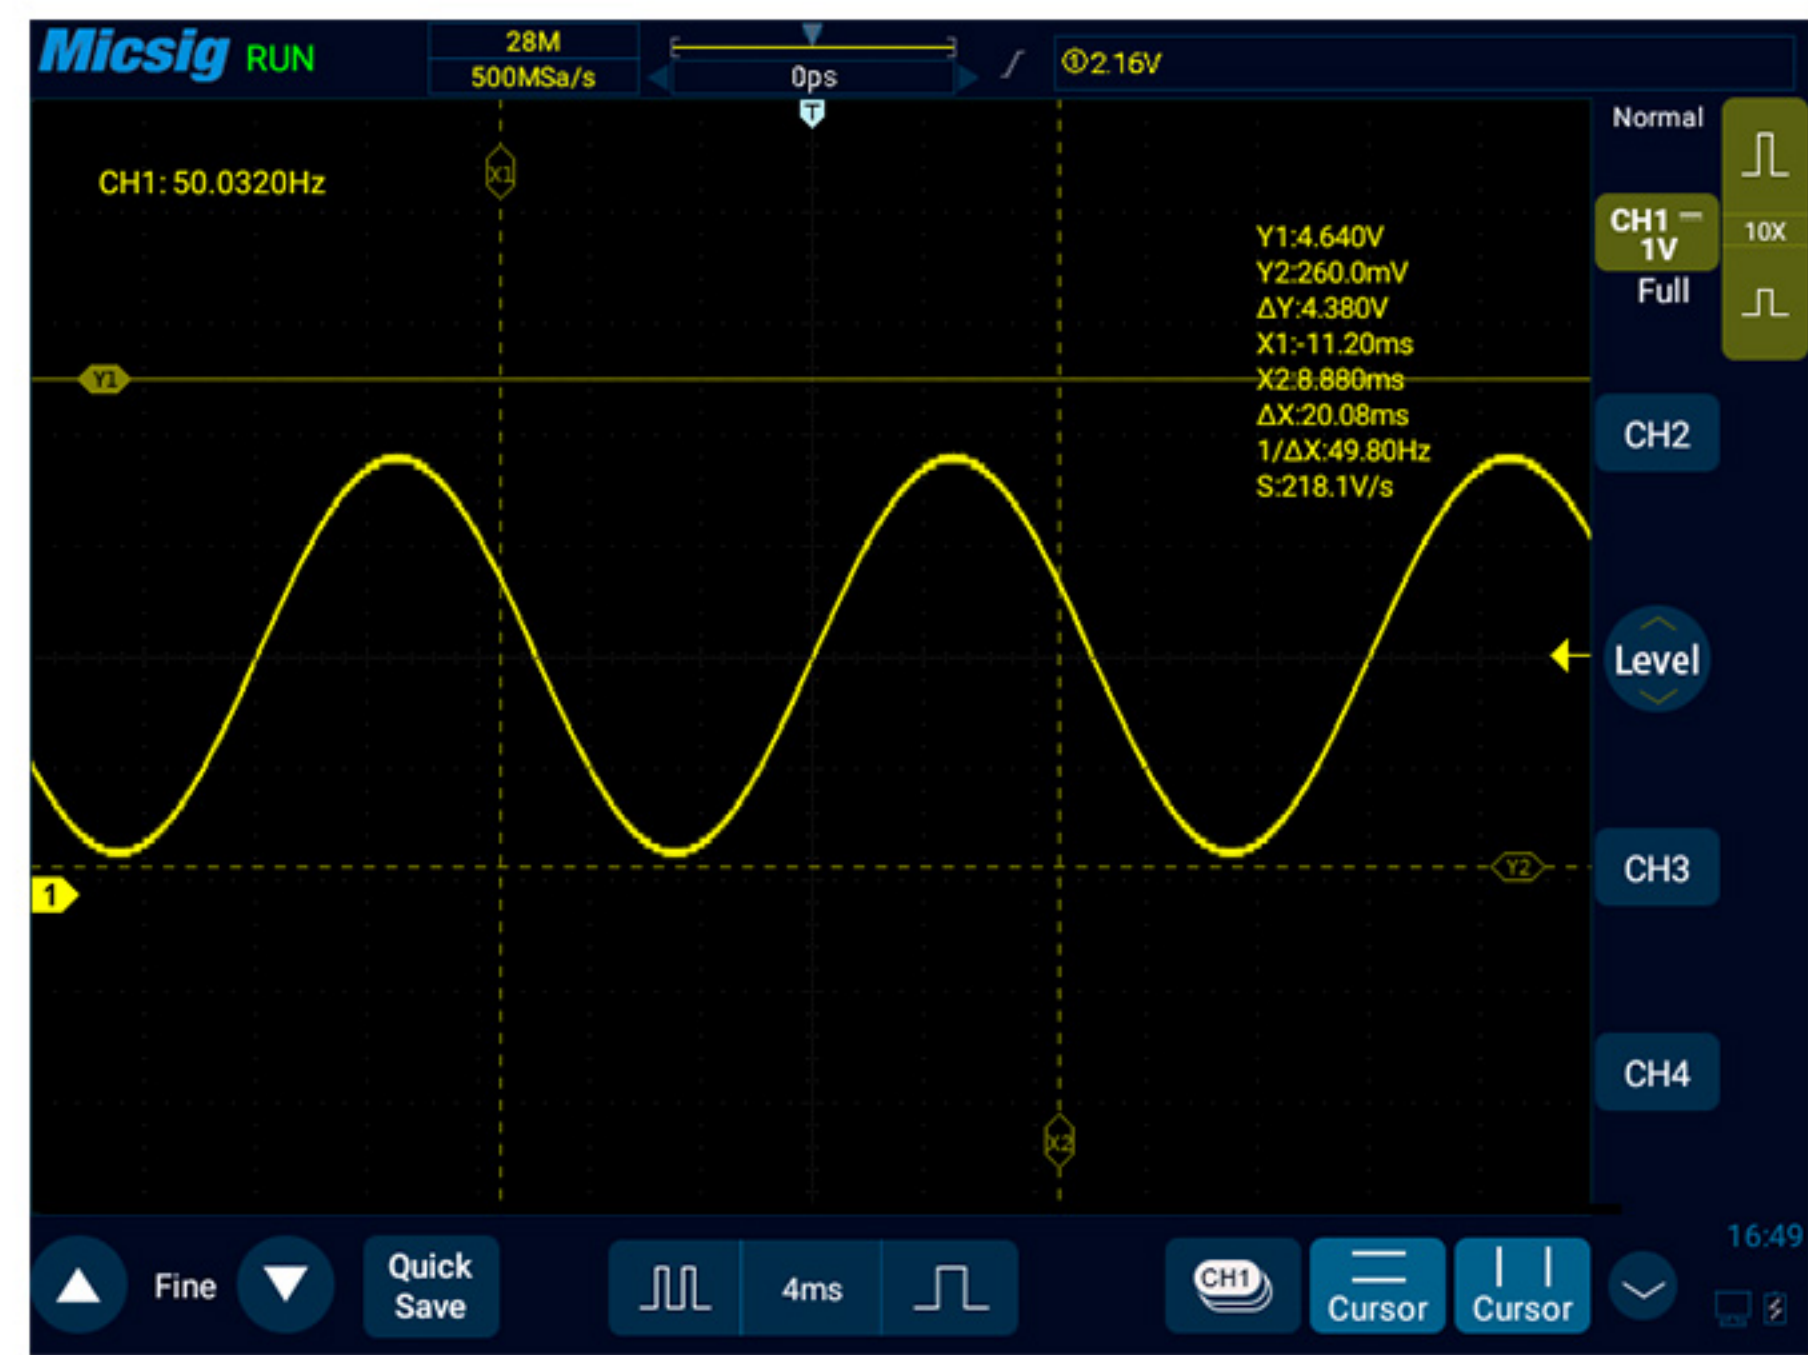 Micsig RUN
28M
500MSa/s
0ps
①2.16V
T
Normal
CH1: 50.0320Hz
X1
CH1
1V
10X
Full
Y1:4.640V
Y2:260.0mV
ΔY:4.380V
X1:-11.20ms
X2:8.880ms
ΔX:20.08ms
1/ΔX:49.80Hz
S:218.1V/s
Y1
CH2
Level
Y2
CH3
1
CH4
X2
16:49
Fine
Quick
Save
4ms
CH1
Cursor
Cursor